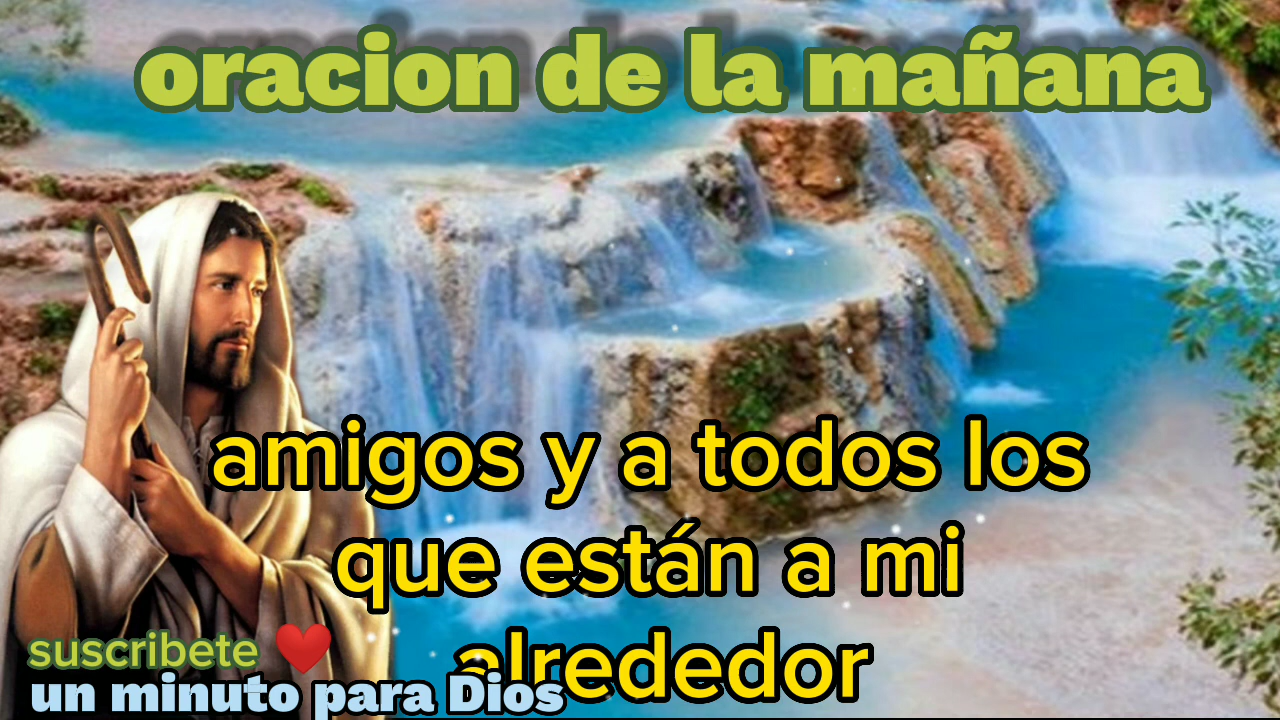 oracion de la mañana
amigos y a todos los
que están a mi
alrededor
suscribete ❤️
un minuto para Dios